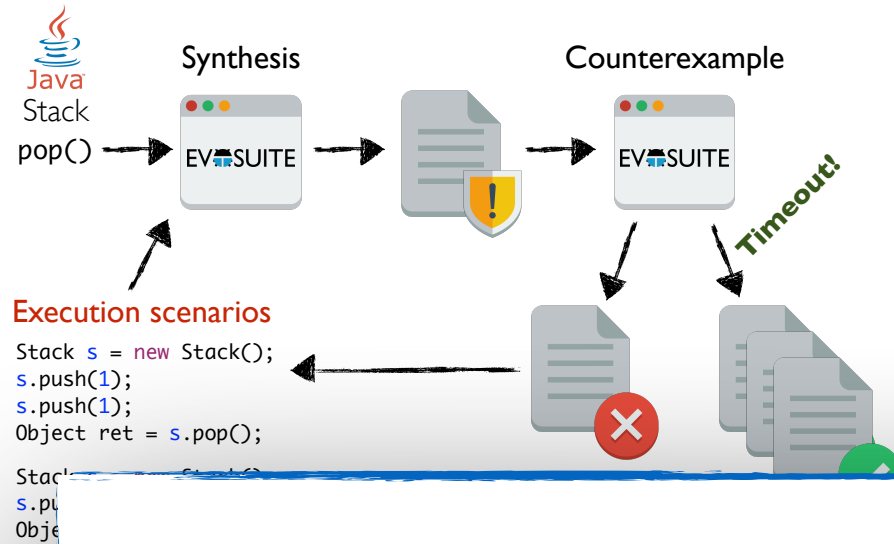 Java
Stack
pop()
Synthesis
Counterexample
EVOSUITE
EVOSUITE
Timeout!
Execution scenarios
Stack s = new Stack();
s.push(1);
s.push(1);
Object ret = s.pop();